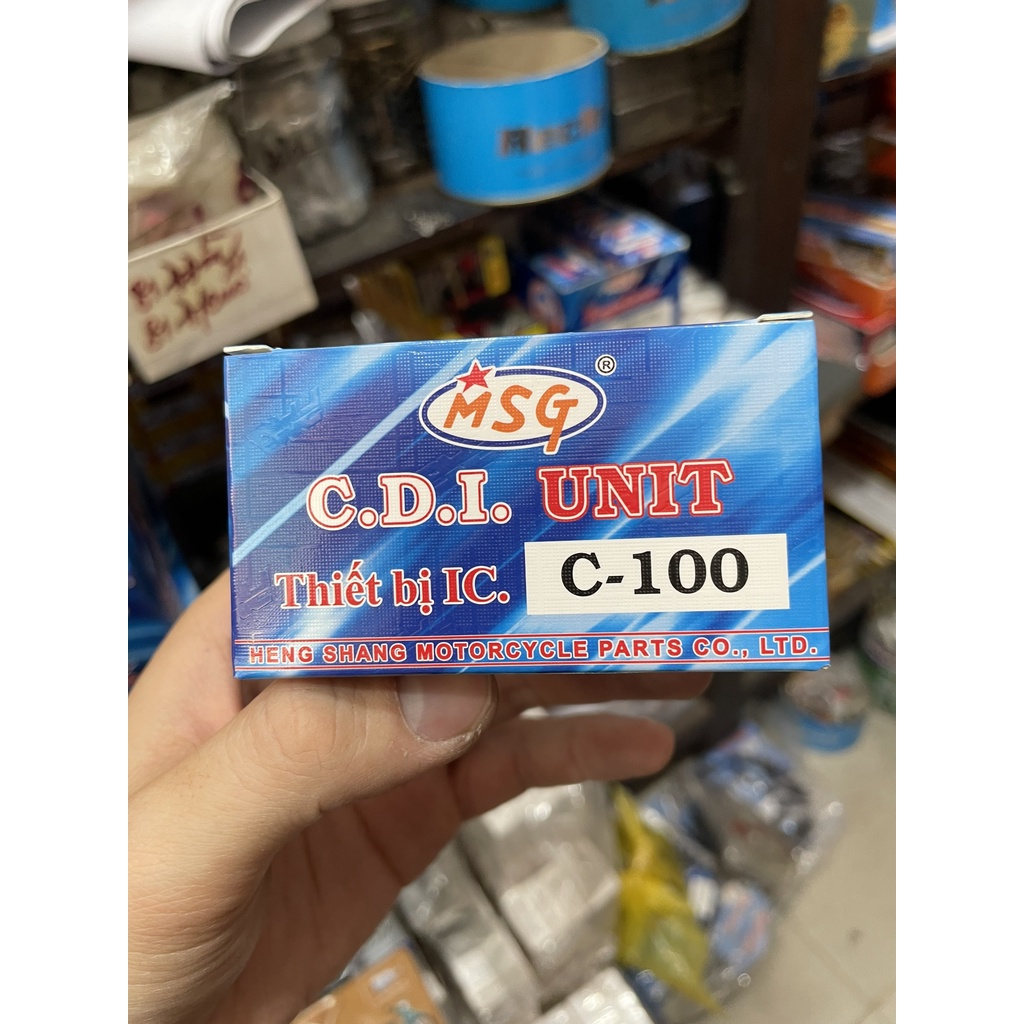 MSG ®
C.D.I. UNIT
Thiết bị IC. C-100
HENG SHANG MOTORCYCLE PARTS CO., LTD.